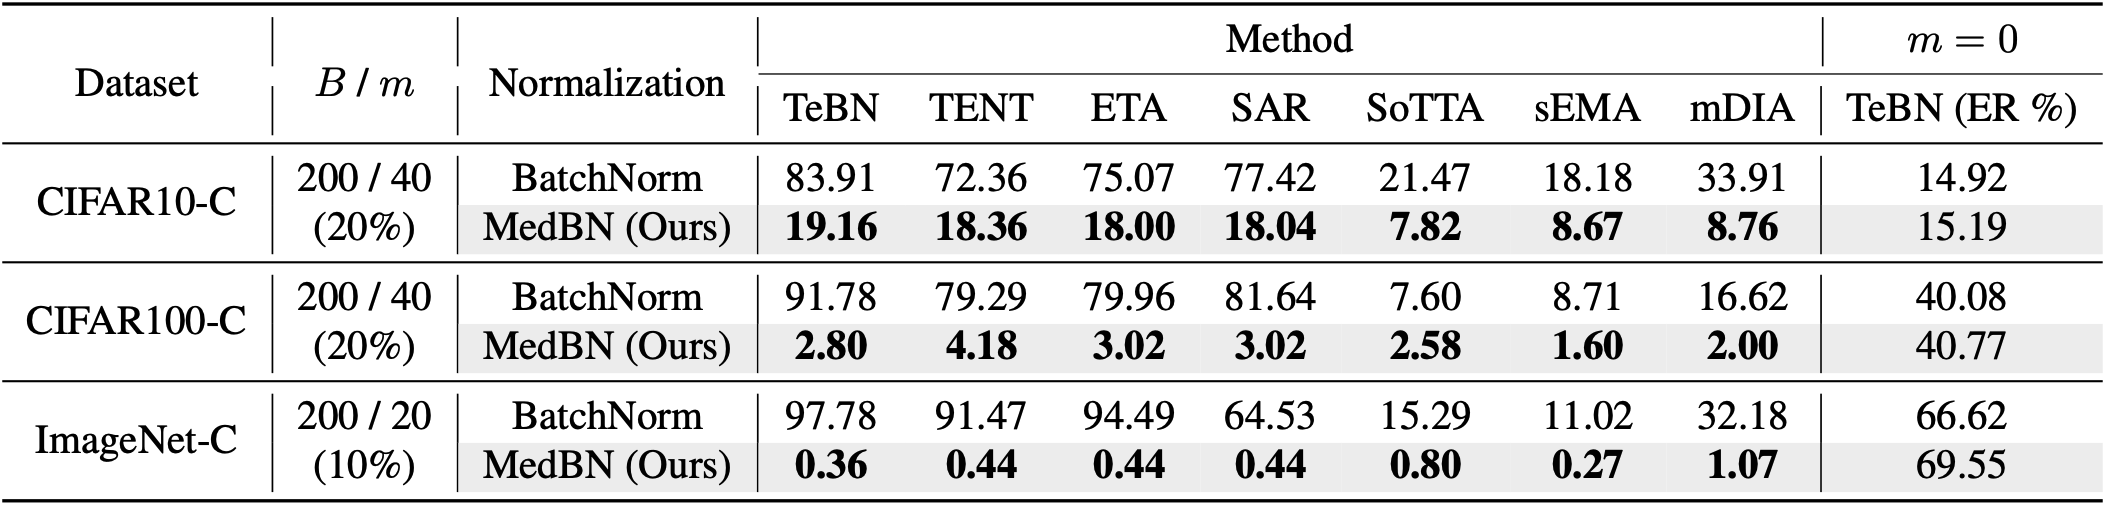 Dataset B / m Normalization Method m = 0
TeBN TENT ETA SAR SoTTA sEMA mDIA TeBN (ER %)
CIFAR10-C 200 / 40 BatchNorm 83.91 72.36 75.07 77.42 21.47 18.18 33.91 14.92
(20%) MedBN (Ours) 19.16 18.36 18.00 18.04 7.82 8.67 8.76 15.19
CIFAR100-C 200 / 40 BatchNorm 91.78 79.29 79.96 81.64 7.60 8.71 16.62 40.08
(20%) MedBN (Ours) 2.80 4.18 3.02 3.02 2.58 1.60 2.00 40.77
ImageNet-C 200 / 20 BatchNorm 97.78 91.47 94.49 64.53 15.29 11.02 32.18 66.62
(10%) MedBN (Ours) 0.36 0.44 0.44 0.44 0.80 0.27 1.07 69.55